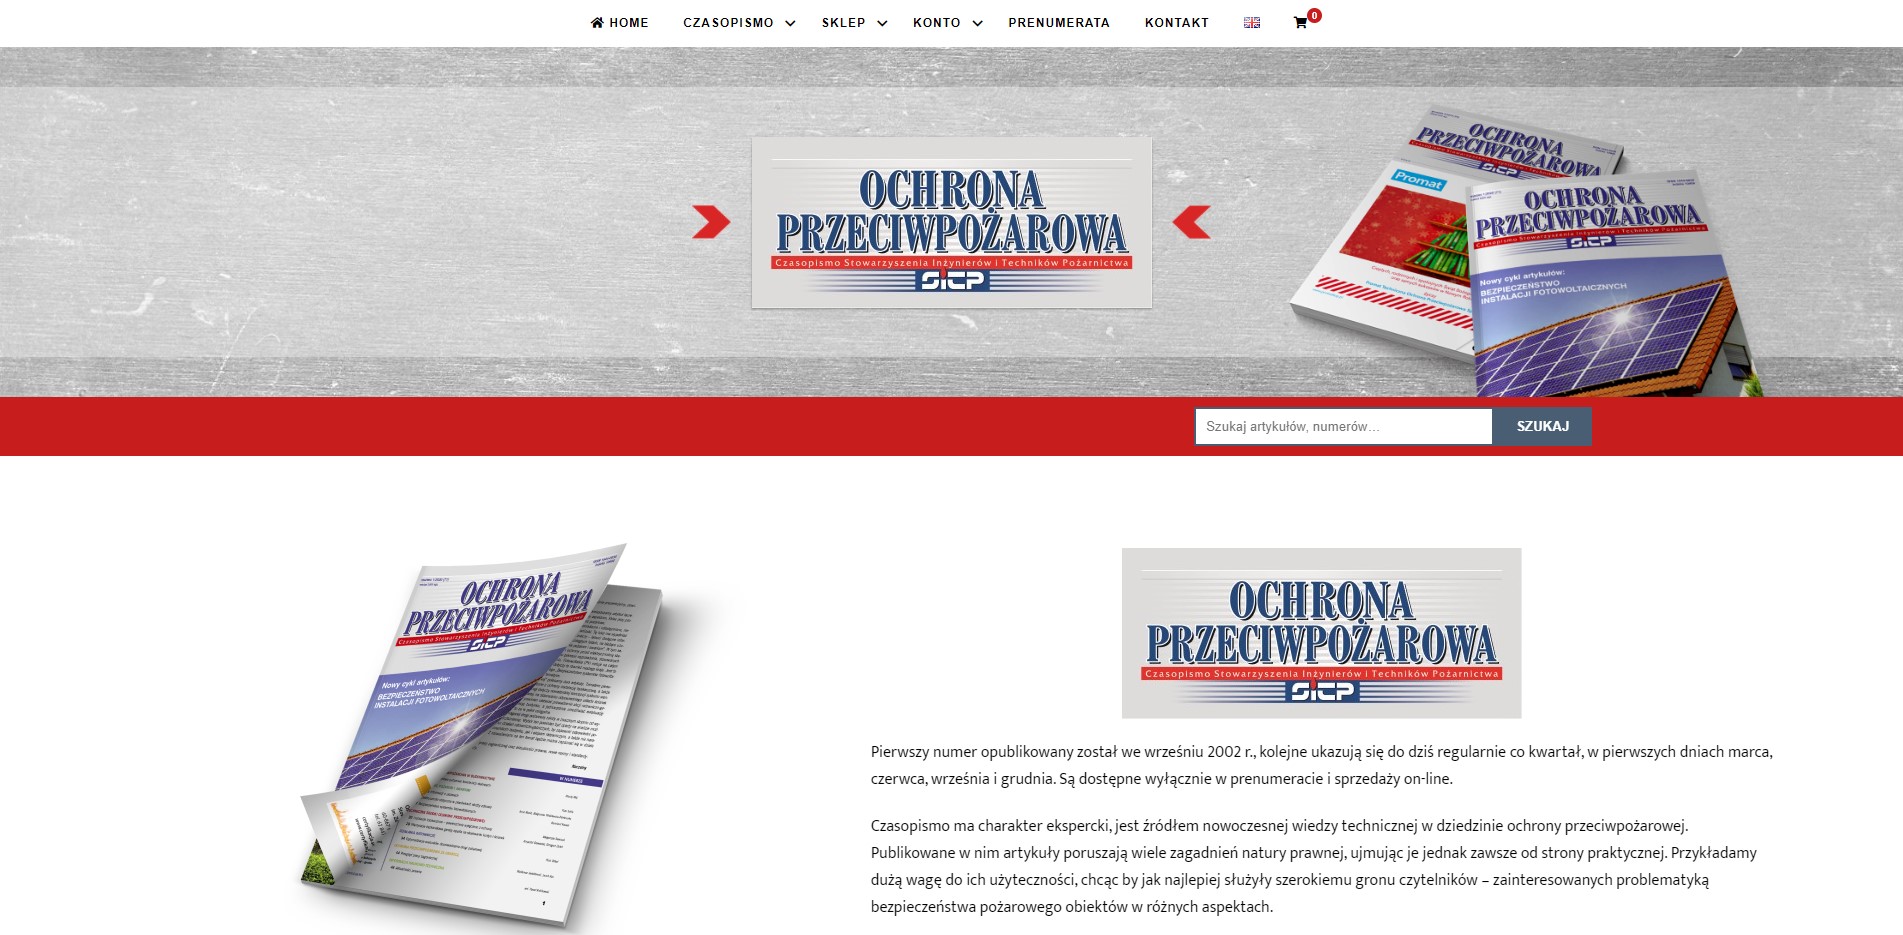 HOME CZASOPISMO SKLEP KONTO PRENUMERATA KONTAKT 0
OCHRONA
PRZECIWPOŻAROWA
Czasopismo Stowarzyszenia Inżynierów i Techników Pożarnictwa
SITP
OCHRONA
PRZECIWPOŻAROWA
SITP
Promat
OCHRONA
PRZECIWPOŻAROWA
Czasopismo Stowarzyszenia Inżynierów i Techników Pożarnictwa
SITP
Nowy cykl artykułów:
BEZPIECZEŃSTWO
INSTALACJI FOTOWOLTAICZNYCH
Szukaj artykułów, numerów…
SZUKAJ
OCHRONA
PRZECIWPOŻAROWA
Czasopismo Stowarzyszenia Inżynierów i Techników Pożarnictwa
SITP
Nowy cykl artykułów:
BEZPIECZEŃSTWO
INSTALACJI FOTOWOLTAICZNYCH
W NUMERZE
1
OCHRONA
PRZECIWPOŻAROWA
Czasopismo Stowarzyszenia Inżynierów i Techników Pożarnictwa
SITP
Pierwszy numer opublikowany został we wrześniu 2002 r., kolejne ukazują się do dziś regularnie co kwartał, w pierwszych dniach marca,
czerwca, września i grudnia. Są dostępne wyłącznie w prenumeracie i sprzedaży on-line.
Czasopismo ma charakter ekspercki, jest źródłem nowoczesnej wiedzy technicznej w dziedzinie ochrony przeciwpożarowej.
Publikowane w nim artykuły poruszają wiele zagadnień natury prawnej, ujmując je jednak zawsze od strony praktycznej. Przykładamy
dużą wagę do ich użyteczności, chcąc by jak najlepiej służyły szerokiemu gronu czytelników – zainteresowanych problematyką
bezpieczeństwa pożarowego obiektów w różnych aspektach.